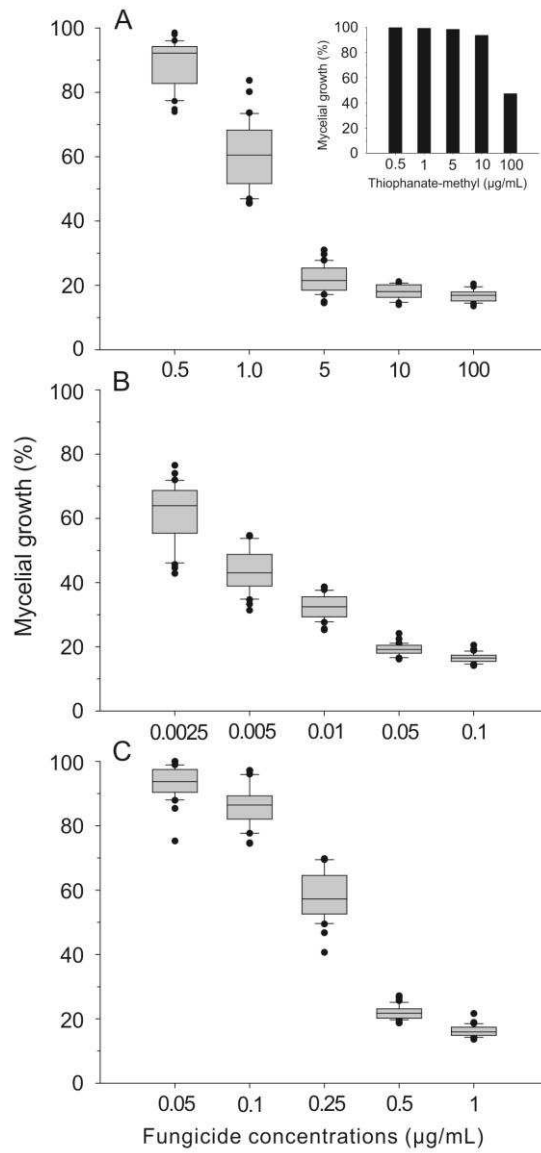 A
100
80
60
40
20
0
0.5 1.0 5 10 100
Mycelial growth (%)
100
80
60
40
20
0
0.5 1 5 10 100
Thiophanate-methyl (µg/mL)
B
100
80
60
40
20
0
0.0025 0.005 0.01 0.05 0.1
Mycelial growth (%)
C
100
80
60
40
20
0
0.05 0.1 0.25 0.5 1
Fungicide concentrations (µg/mL)